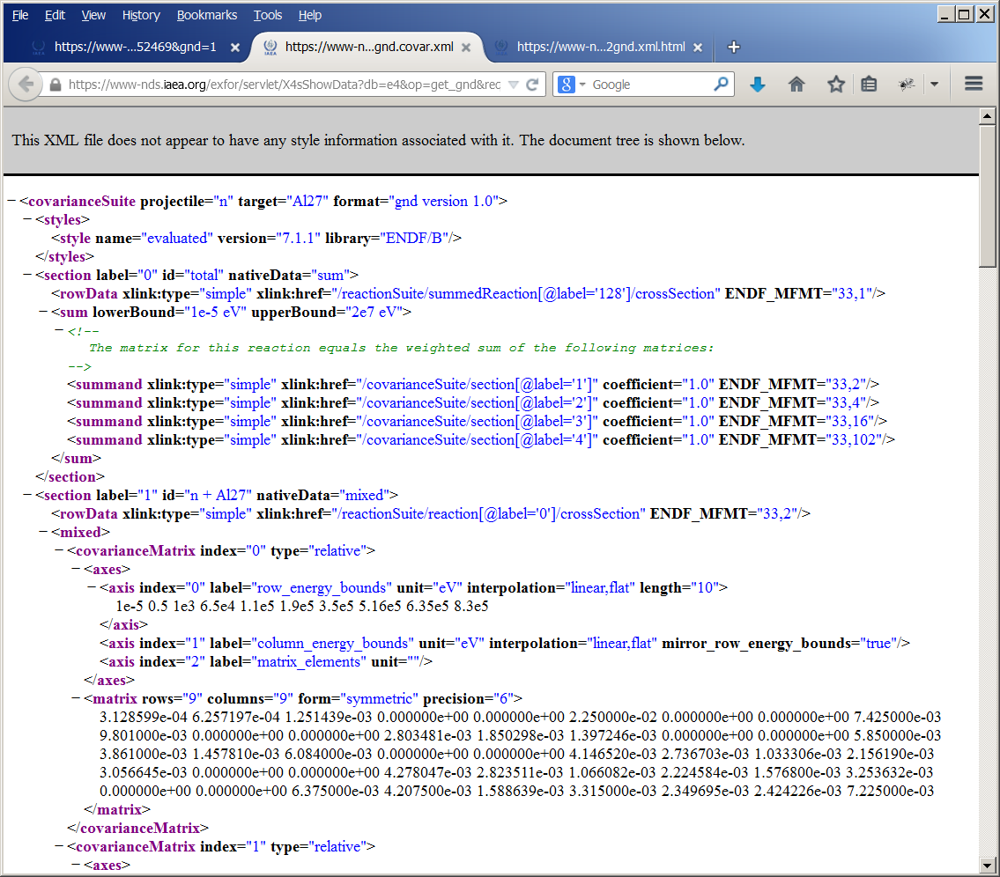 File Edit View History Bookmarks Tools Help
https://www-...52469&gnd=1 https://www-n...gnd.covar.xml https://www-n...2gnd.xml.html
https://www-nds.iaea.org/exfor/servlet/X4sShowData?db=e4&op=get_gnd&rec Google
This XML file does not appear to have any style information associated with it. The document tree is shown below.
− <covarianceSuite projectile="n" target="Al27" format="gnd version 1.0">
− <styles>
<style name="evaluated" version="7.1.1" library="ENDF/B"/>
</styles>
− <section label="0" id="total" nativeData="sum">
<rowData xlink:type="simple" xlink:href="/reactionSuite/summedReaction[@label='128']/crossSection" ENDF_MFMT="33,1"/>
− <sum lowerBound="1e-5 eV" upperBound="2e7 eV">
− <!--
The matrix for this reaction equals the weighted sum of the following matrices:
-->
<summand xlink:type="simple" xlink:href="/covarianceSuite/section[@label='1']" coefficient="1.0" ENDF_MFMT="33,2"/>
<summand xlink:type="simple" xlink:href="/covarianceSuite/section[@label='2']" coefficient="1.0" ENDF_MFMT="33,4"/>
<summand xlink:type="simple" xlink:href="/covarianceSuite/section[@label='3']" coefficient="1.0" ENDF_MFMT="33,16"/>
<summand xlink:type="simple" xlink:href="/covarianceSuite/section[@label='4']" coefficient="1.0" ENDF_MFMT="33,102"/>
</sum>
</section>
− <section label="1" id="n + Al27" nativeData="mixed">
<rowData xlink:type="simple" xlink:href="/reactionSuite/reaction[@label='0']/crossSection" ENDF_MFMT="33,2"/>
− <mixed>
− <covarianceMatrix index="0" type="relative">
− <axes>
− <axis index="0" label="row_energy_bounds" unit="eV" interpolation="linear,flat" length="10">
1e-5 0.5 1e3 6.5e4 1.1e5 1.9e5 3.5e5 5.16e5 6.35e5 8.3e5
</axis>
<axis index="1" label="column_energy_bounds" unit="eV" interpolation="linear,flat" mirror_row_energy_bounds="true"/>
<axis index="2" label="matrix_elements" unit=""/>
</axes>
− <matrix rows="9" columns="9" form="symmetric" precision="6">
3.128599e-04 6.257197e-04 1.251439e-03 0.000000e+00 0.000000e+00 2.250000e-02 0.000000e+00 0.000000e+00 7.425000e-03
9.801000e-03 0.000000e+00 0.000000e+00 2.803481e-03 1.850298e-03 1.397246e-03 0.000000e+00 0.000000e+00 5.850000e-03
3.861000e-03 1.457810e-03 6.084000e-03 0.000000e+00 0.000000e+00 4.146520e-03 2.736703e-03 1.033306e-03 2.156190e-03
3.056645e-03 0.000000e+00 0.000000e+00 4.278047e-03 2.823511e-03 1.066082e-03 2.224584e-03 1.576800e-03 3.253632e-03
0.000000e+00 0.000000e+00 6.375000e-03 4.207500e-03 1.588639e-03 3.315000e-03 2.349695e-03 2.424226e-03 7.225000e-03
</matrix>
</covarianceMatrix>
− <covarianceMatrix index="1" type="relative">
− <axes>